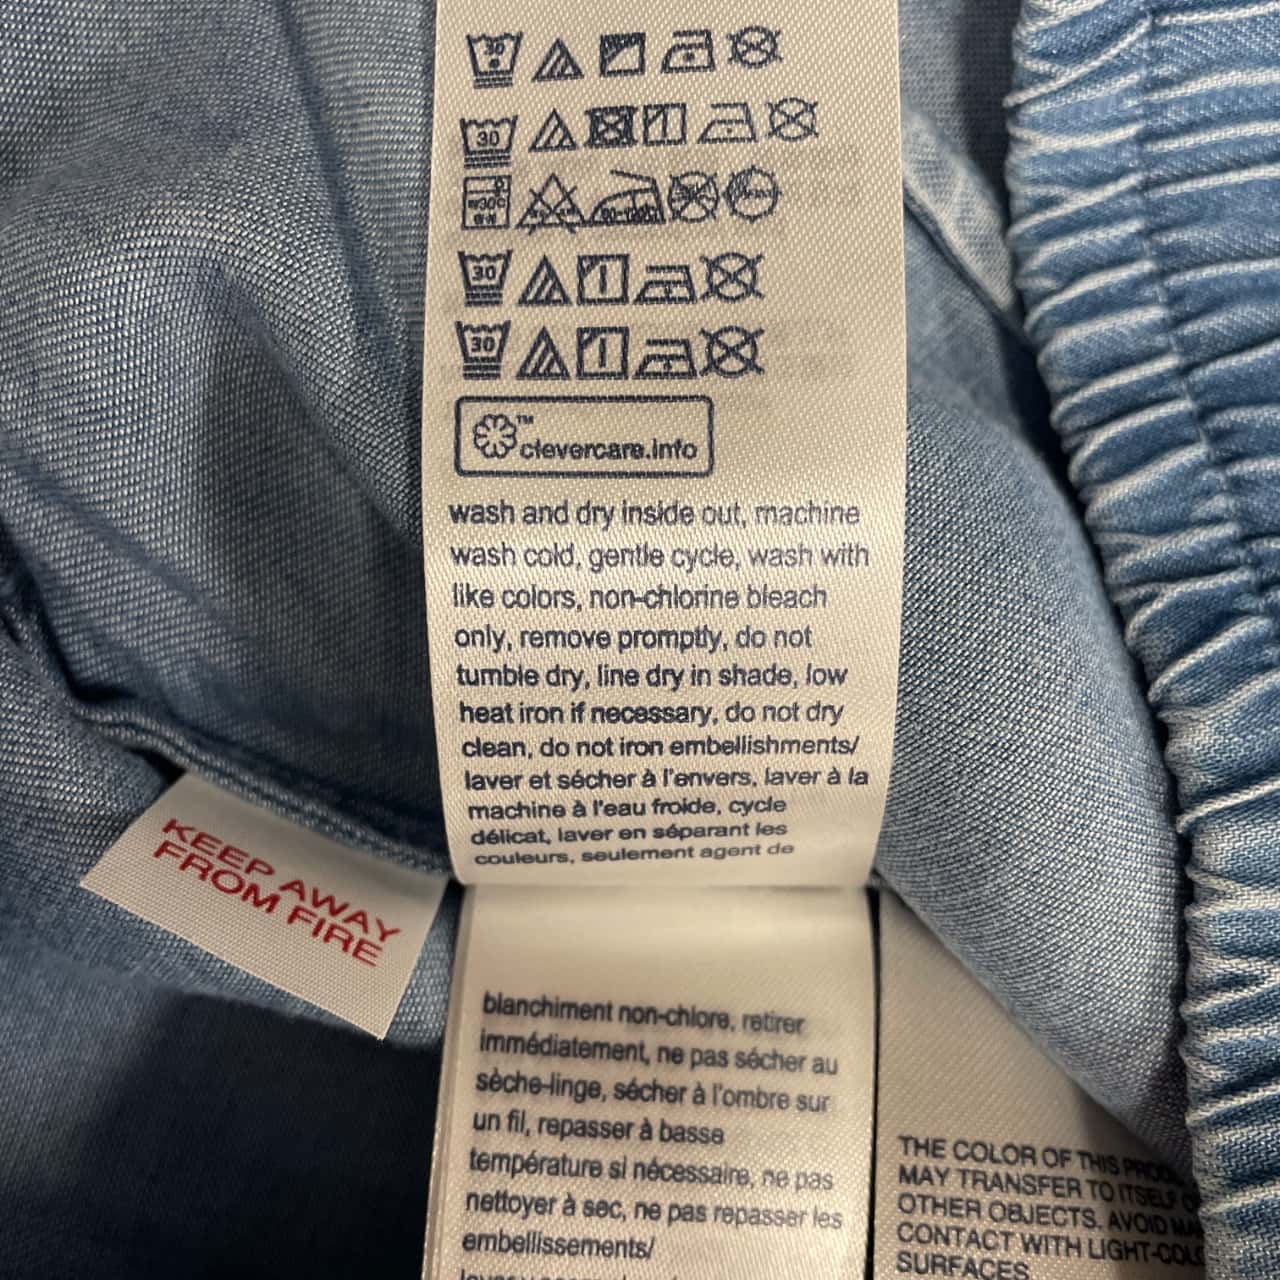 30
30
30
30
clevercare.info
wash and dry inside out, machine
wash cold, gentle cycle, wash with
like colors, non-chlorine bleach
only, remove promptly, do not
tumble dry, line dry in shade, low
heat iron if necessary, do not dry
clean, do not iron embellishments/
laver et sécher à l'envers, laver à la
machine à l'eau froide, cycle
délicat, laver en séparant les
couleurs, seulement agent de
KEEP AWAY
FROM FIRE
blanchiment non-chlore, retirer
immédiatement, ne pas sécher au
sèche-linge, sécher à l'ombre sur
un fil, repasser à basse
température si nécessaire, ne pas
nettoyer à sec, ne pas repasser les
embellissements/
THE COLOR OF THIS
MAY TRANSFER TO ITSELF
OTHER OBJECTS. AVOID
CONTACT WITH
SURFACES